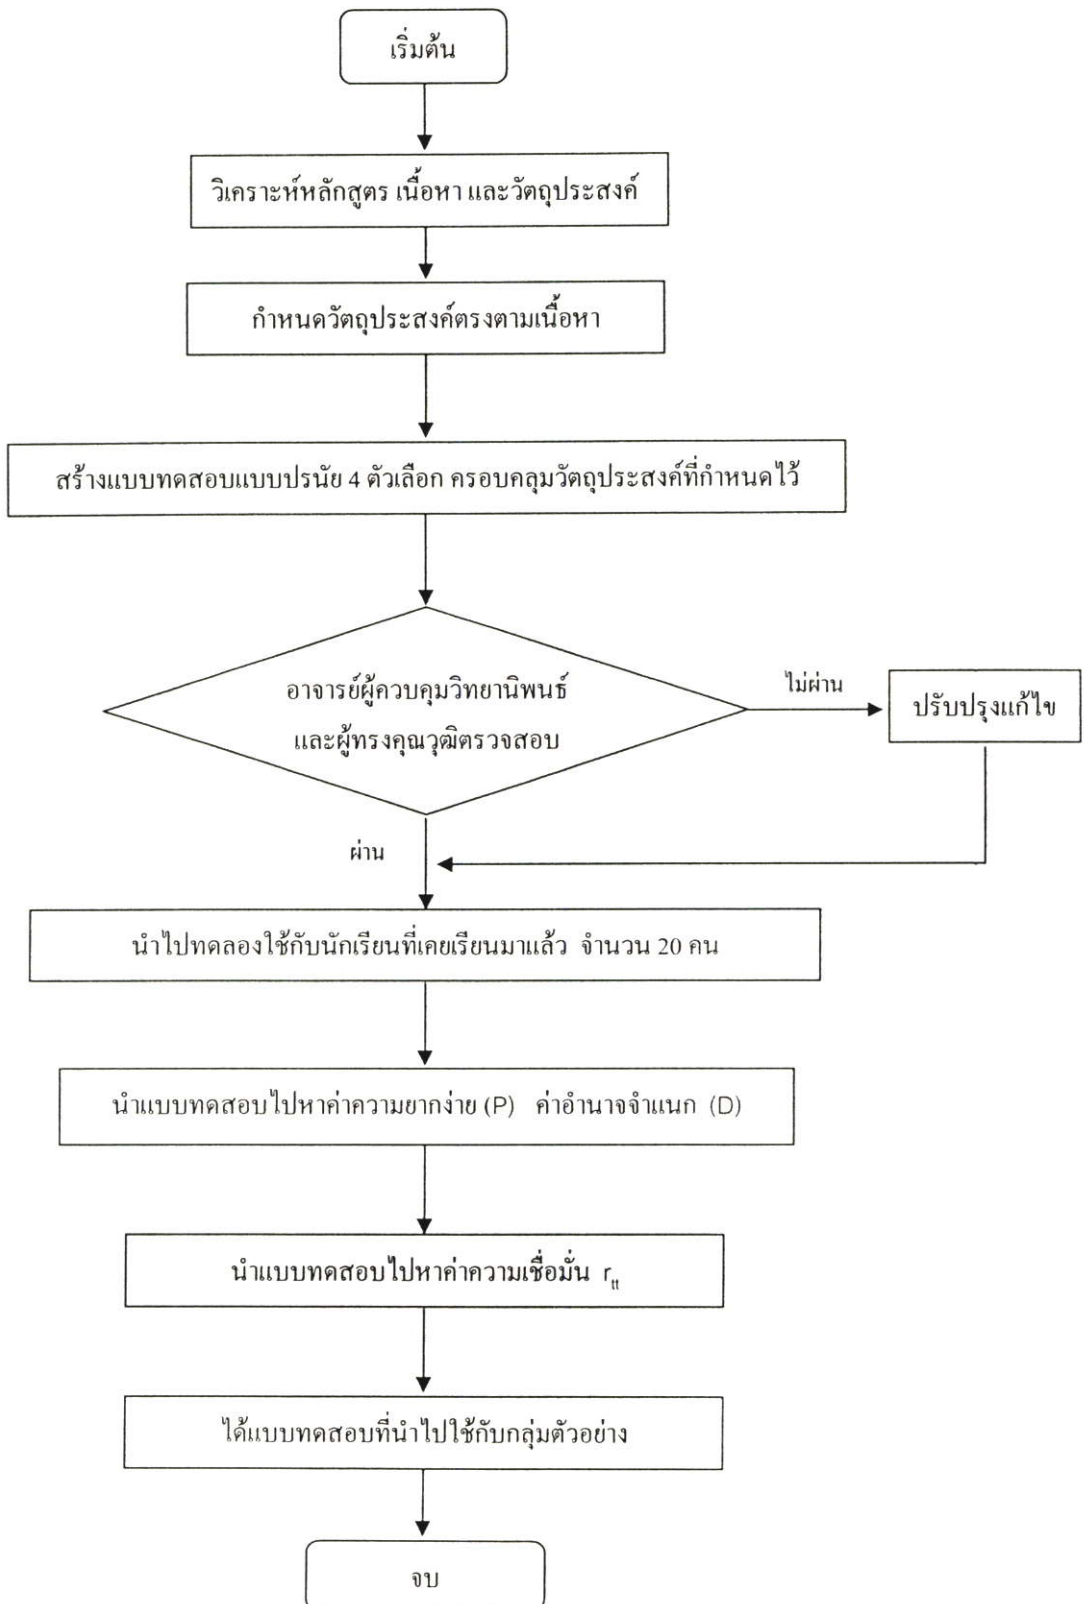 เริ่มต้น
วิเคราะห์หลักสูตร เนื้อหา และวัตถุประสงค์
กำหนดวัตถุประสงค์ตรงตามเนื้อหา
สร้างแบบทดสอบแบบปรนัย 4 ตัวเลือก ครอบคลุมวัตถุประสงค์ที่กำหนดไว้
อาจารย์ผู้ควบคุมวิทยานิพนธ์
และผู้ทรงคุณวุฒิตรวจสอบ
ไม่ผ่าน
ปรับปรุงแก้ไข
ผ่าน
นำไปทดลองใช้กับนักเรียนที่เคยเรียนมาแล้ว จำนวน 20 คน
นำแบบทดสอบไปหาค่าความยากง่าย (P) ค่าอำนาจจำแนก (D)
นำแบบทดสอบไปหาค่าความเชื่อมั่น r_tt
ได้แบบทดสอบที่นำไปใช้กับกลุ่มตัวอย่าง
จบ